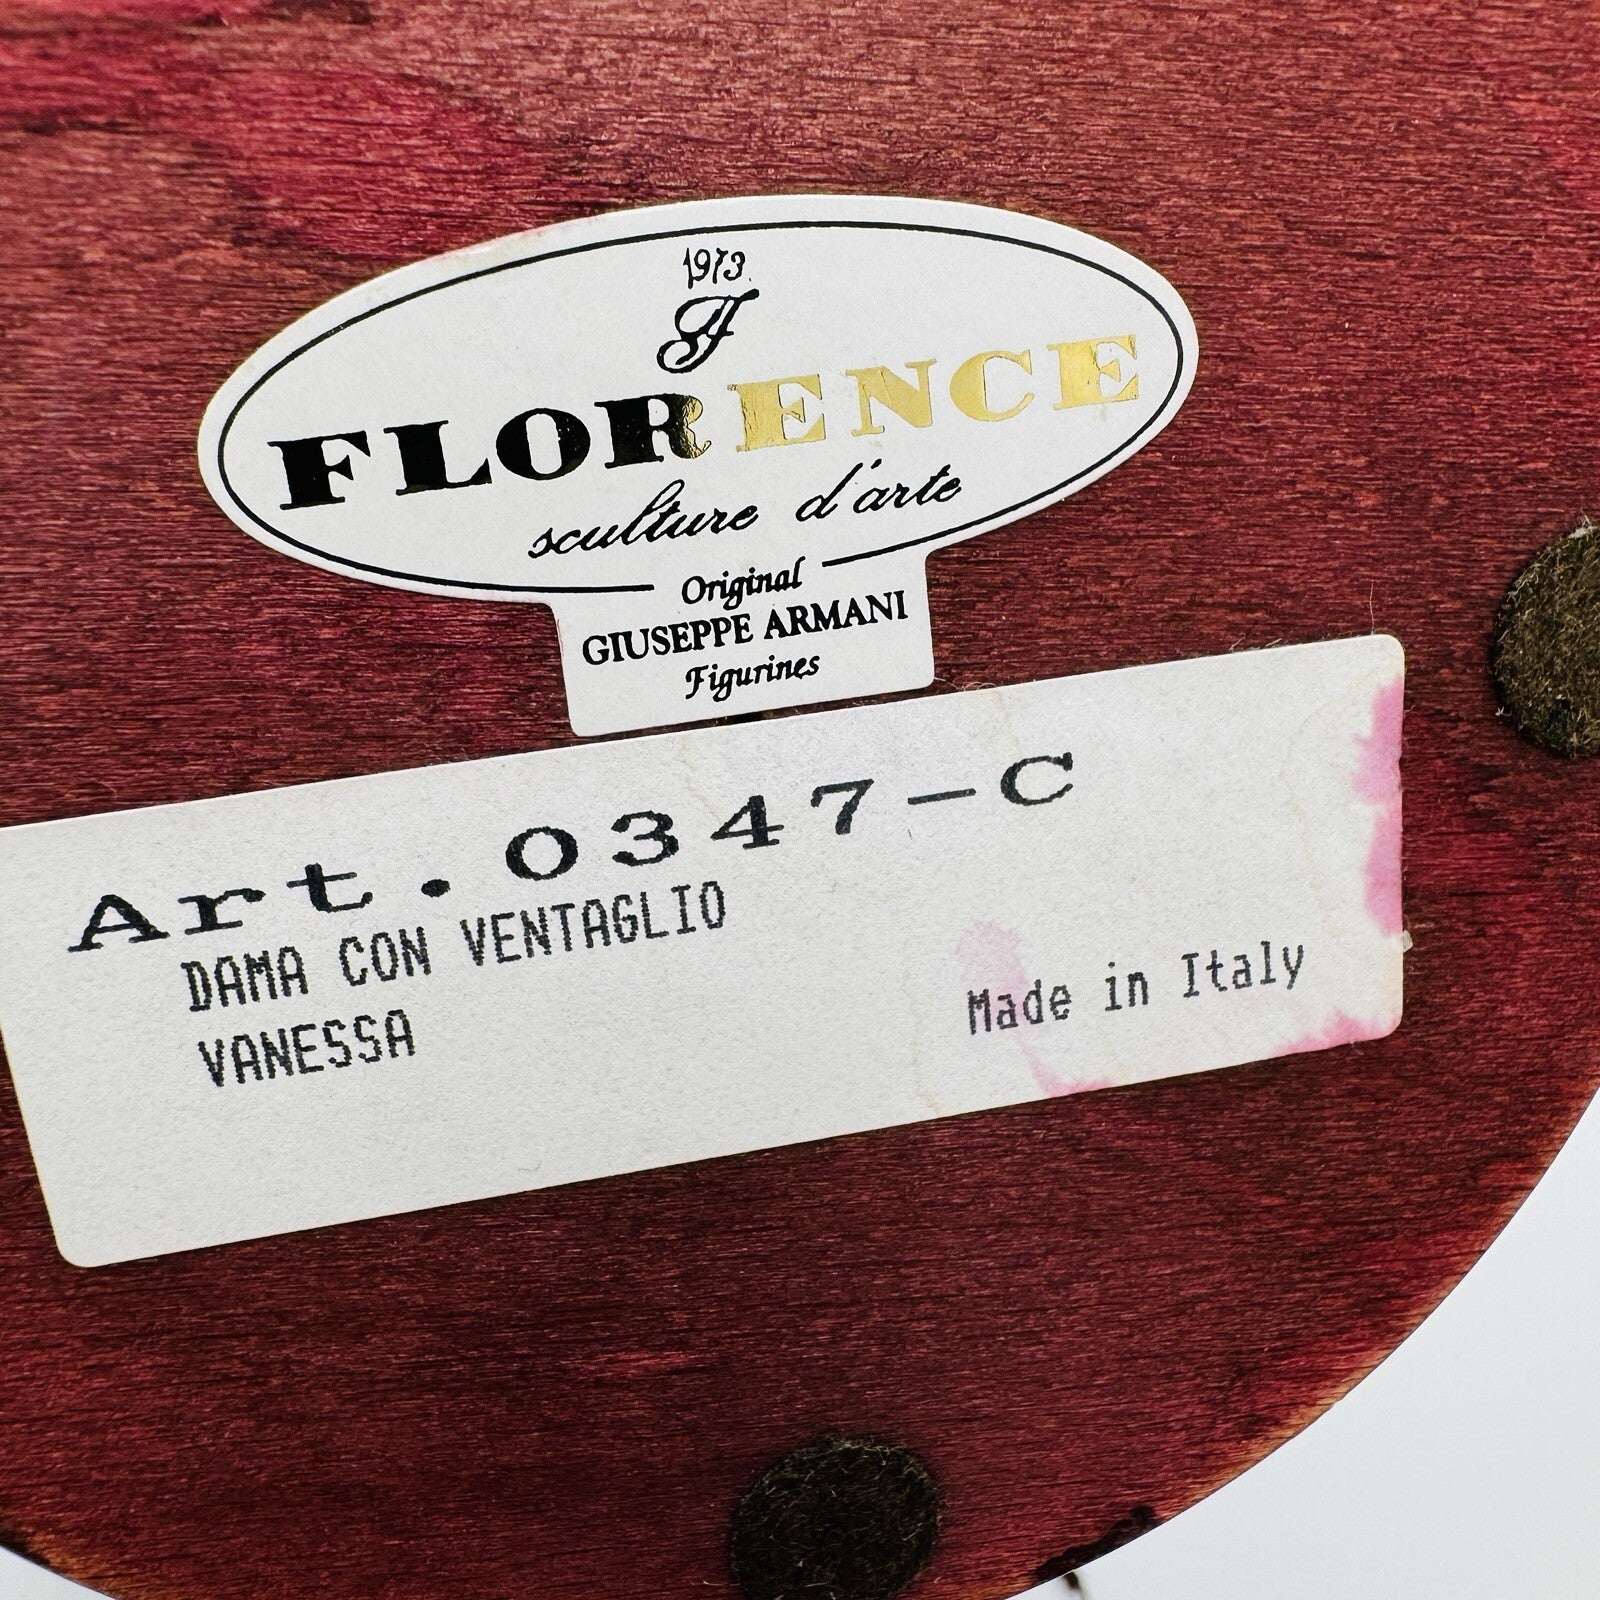 1973
F
FLORENCE
sculture d'arte
Original
GIUSEPPE ARMANI
Figurines
Art.0347-C
DAMA CON VENTAGLIO
VANESSA
Made in Italy